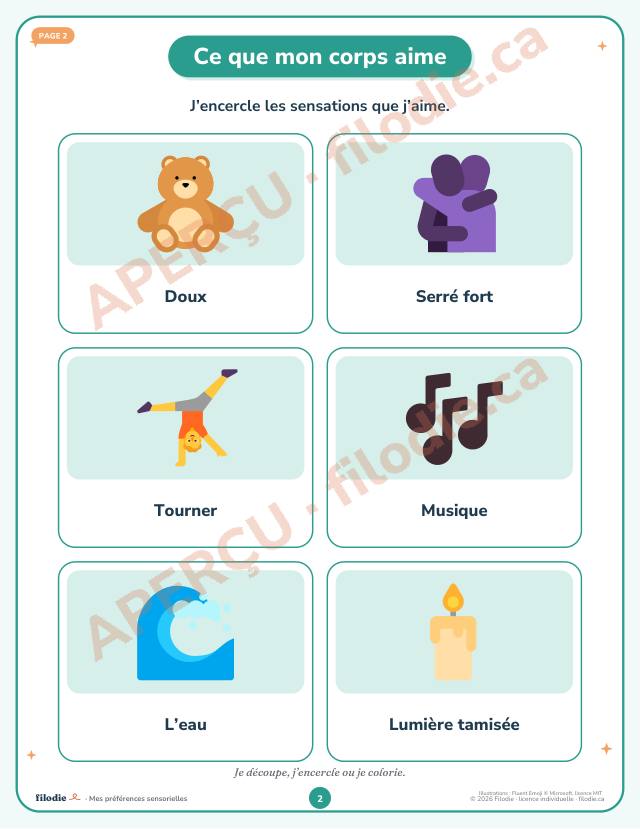 PAGE 2
Ce que mon corps aime
J'encercle les sensations que j'aime.
Doux
Serré fort
Tourner
Musique
L'eau
Lumière tamisée
APERÇU · filodie.ca
APERÇU · filodie.ca
Je découpe, j'encercle ou je colorie.
filodie · Mes préférences sensorielles
2
Illustrations : Fluent Emoji © Microsoft, licence MIT
© 2026 Filodie · licence individuelle · filodie.ca